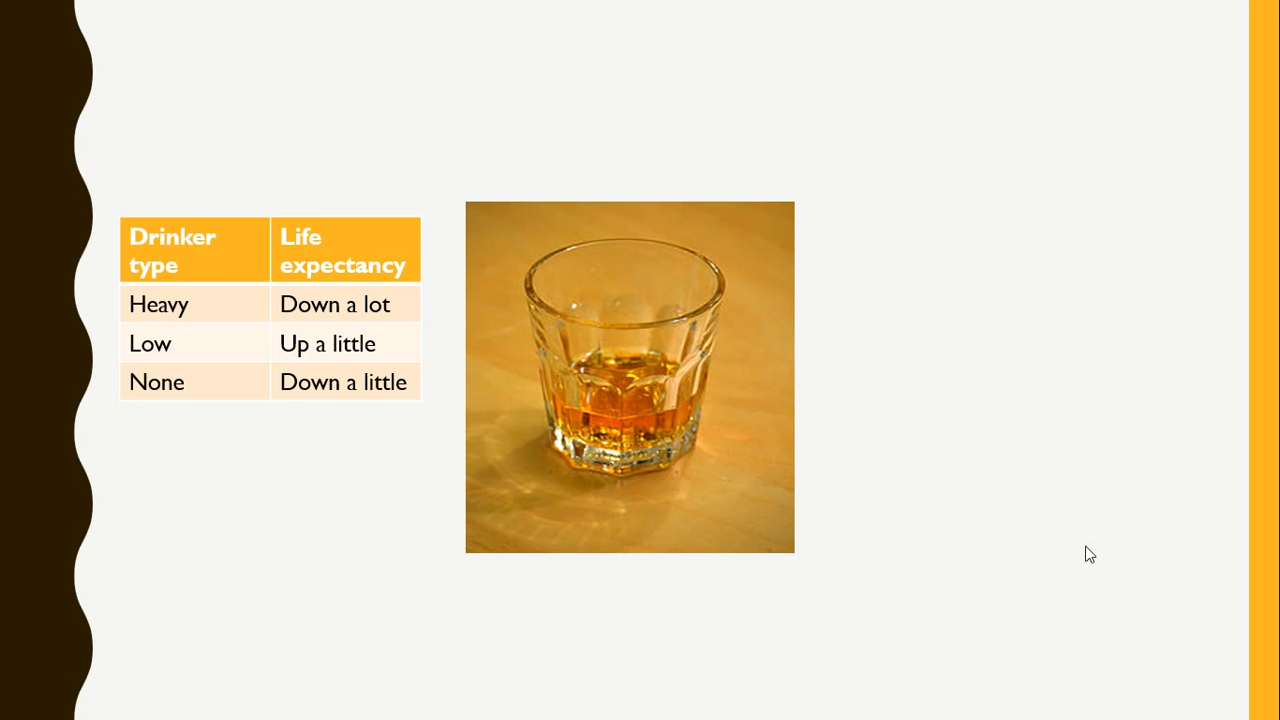 Drinker type
Life expectancy
Heavy
Down a lot
Low
Up a little
None
Down a little